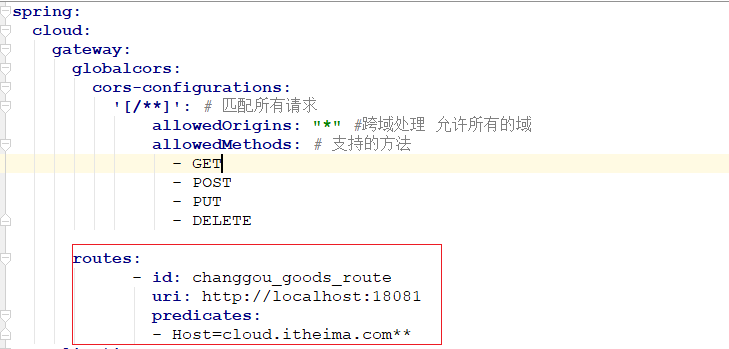 spring:
  cloud:
    gateway:
      globalcors:
        cors-configurations:
          '[/**]': # 匹配所有请求
              allowedOrigins: "*" #跨域处理 允许所有的域
              allowedMethods: # 支持的方法
                - GET
                - POST
                - PUT
                - DELETE
      routes:
            - id: changgou_goods_route
              uri: http://localhost:18081
              predicates:
              - Host=cloud.itheima.com**